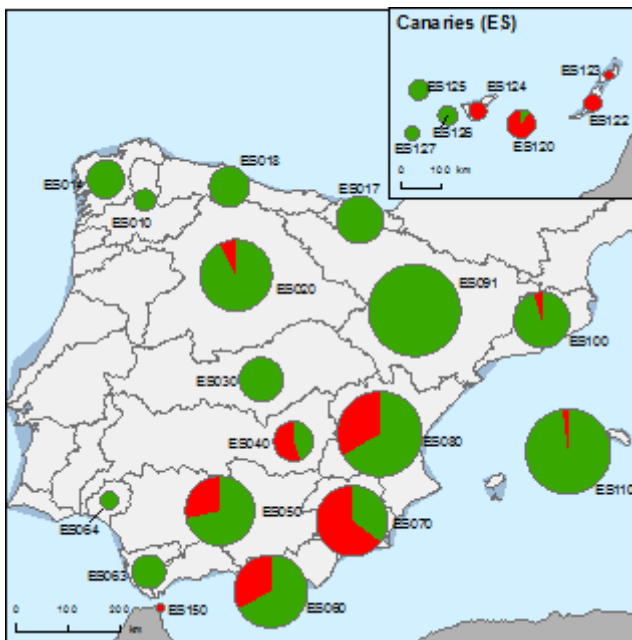 Canaries (ES)
ES123
ES124
ES125
ES122
ES126
ES120
ES127
0 100 km
ES018
ES014
ES017
ES010
ES020
ES091
ES100
ES030
ES040
ES080
ES110
ES050
ES070
ES064
ES063
ES060
ES150
0 100 200
km